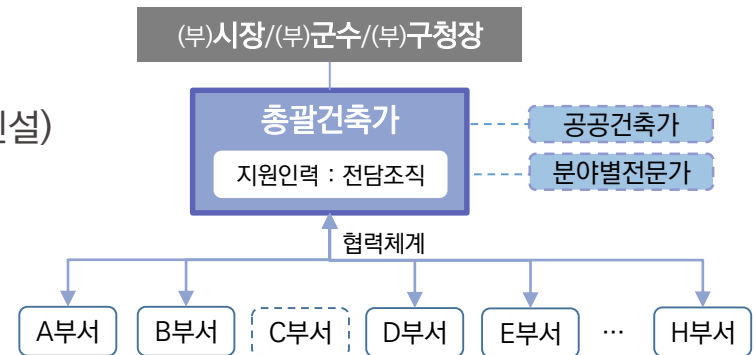 (부)시장/(부)군수/(부)구청장
설)
총괄건축가
공공건축가
지원인력 : 전담조직
분야별전문가
협력체계
A부서 B부서 C부서 D부서 E부서 … H부서